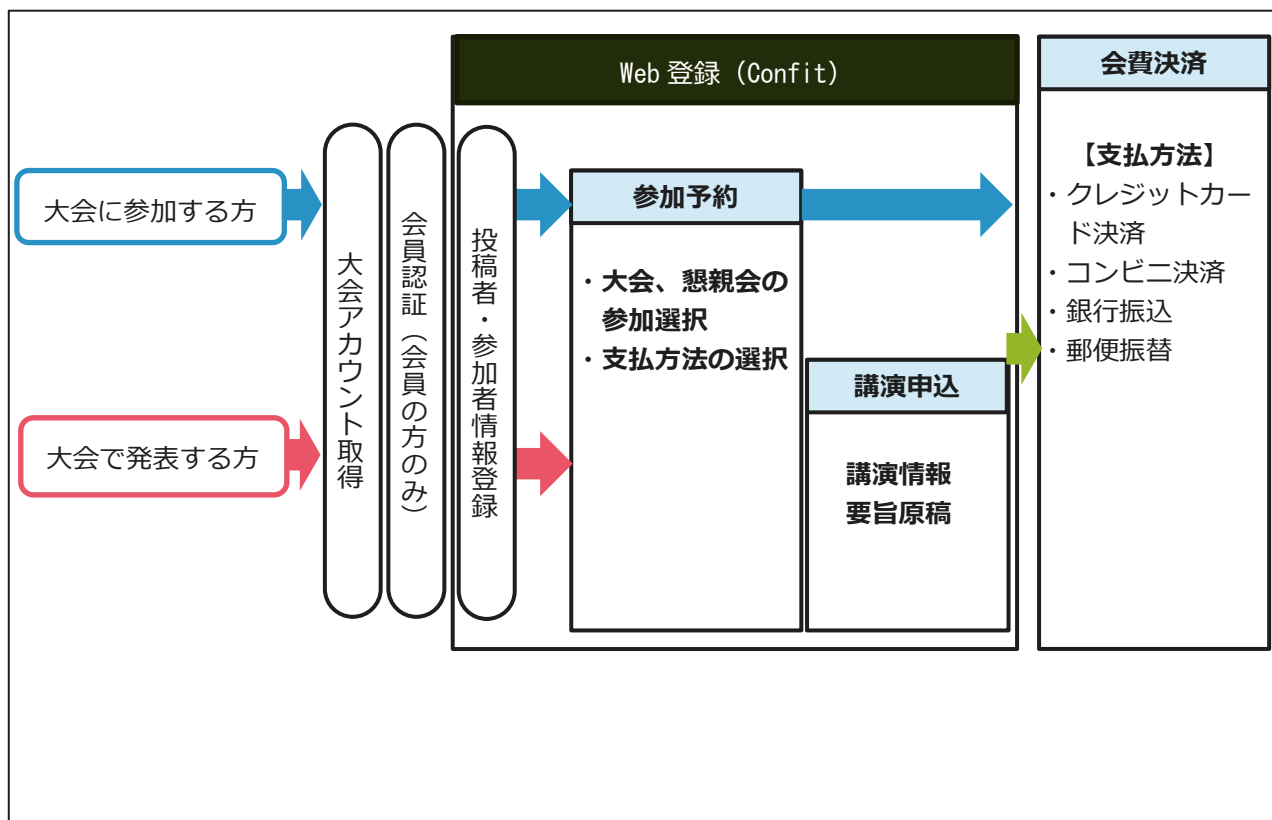 Web 登録（Confit）
会費決済
大会に参加する方
大会で発表する方
大会アカウント取得
会員認証（会員の方のみ）
投稿者・参加者情報登録
参加予約
・大会、懇親会の
参加選択
・支払方法の選択
講演申込
講演情報
要旨原稿
【支払方法】
・クレジットカー
ド決済
・コンビニ決済
・銀行振込
・郵便振替